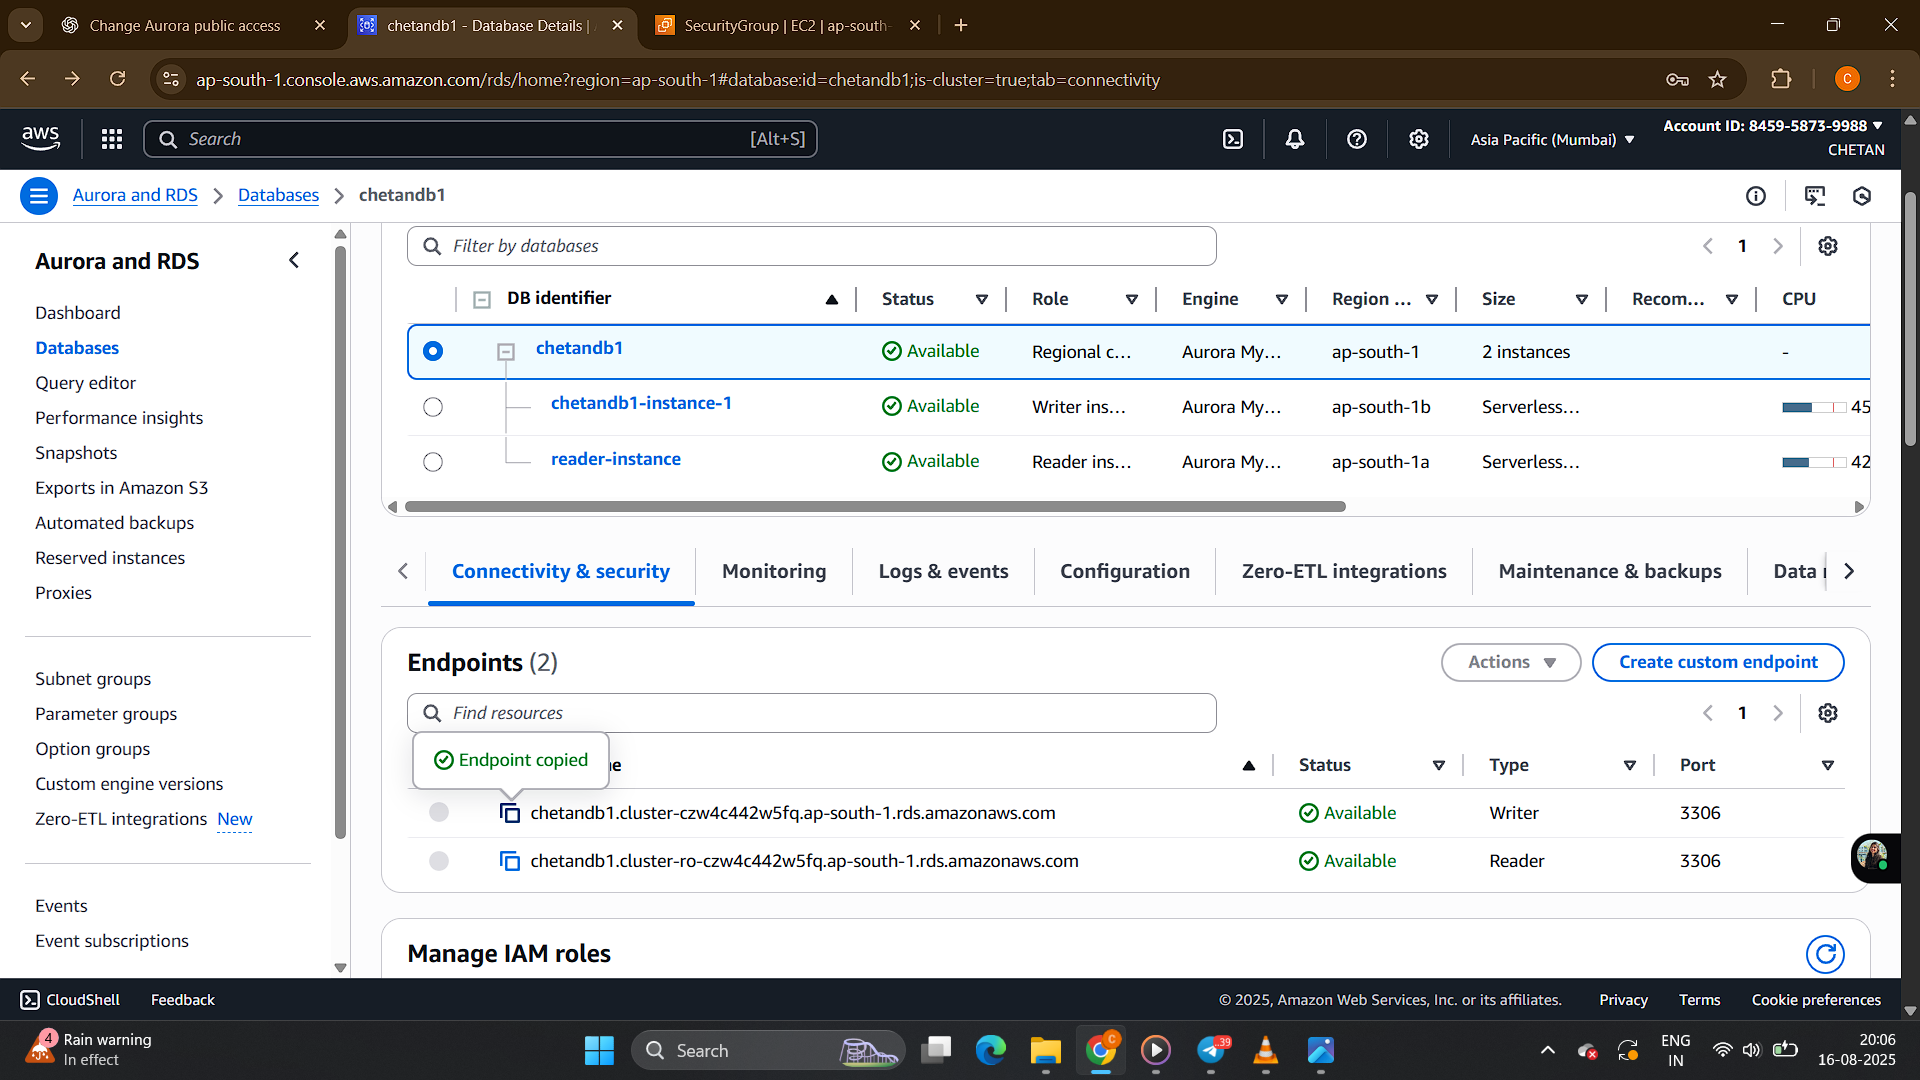 Change Aurora public access
chetandb1 - Database Details |
SecurityGroup | EC2 | ap-south-
ap-south-1.console.aws.amazon.com/rds/home?region=ap-south-1#database:id=chetandb1;is-cluster=true;tab=connectivity
C
aws
Search
[Alt+S]
Asia Pacific (Mumbai)
Account ID: 8459-5873-9988
CHETAN
Aurora and RDS
Databases
chetandb1
Aurora and RDS
Dashboard
Databases
Query editor
Performance insights
Snapshots
Exports in Amazon S3
Automated backups
Reserved instances
Proxies
Subnet groups
Parameter groups
Option groups
Custom engine versions
Zero-ETL integrations New
Events
Event subscriptions
Filter by databases
1
DB identifier Status Role Engine Region ... Size Recom... CPU
chetandb1 Available Regional c... Aurora My... ap-south-1 2 instances -
chetandb1-instance-1 Available Writer ins... Aurora My... ap-south-1b Serverless... 45
reader-instance Available Reader ins... Aurora My... ap-south-1a Serverless... 42
Connectivity & security Monitoring Logs & events Configuration Zero-ETL integrations Maintenance & backups Data
Endpoints (2)
Actions
Create custom endpoint
Find resources
1
Endpoint copied
Status Type Port
chetandb1.cluster-czw4c442w5fq.ap-south-1.rds.amazonaws.com Available Writer 3306
chetandb1.cluster-ro-czw4c442w5fq.ap-south-1.rds.amazonaws.com Available Reader 3306
Manage IAM roles
CloudShell Feedback
© 2025, Amazon Web Services, Inc. or its affiliates. Privacy Terms Cookie preferences
4
Rain warning
In effect
Search
C
39
ENG
IN
20:06
16-08-2025